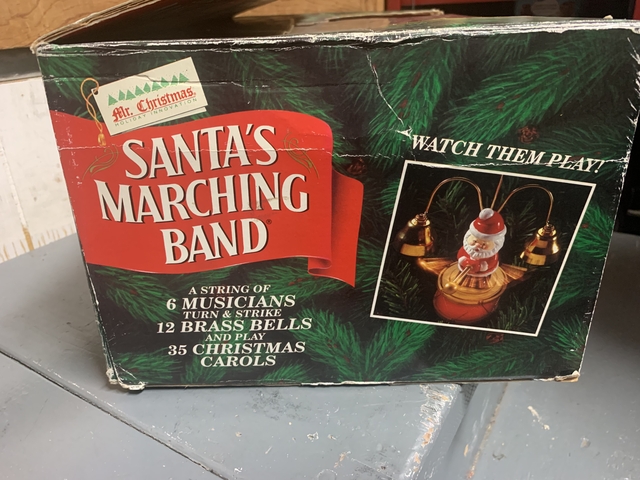 Mr. Christmas®
HOLIDAY INNOVATION
SANTA'S
MARCHING
BAND®
WATCH THEM PLAY!
A STRING OF
6 MUSICIANS
TURN & STRIKE
12 BRASS BELLS
AND PLAY
35 CHRISTMAS
CAROLS